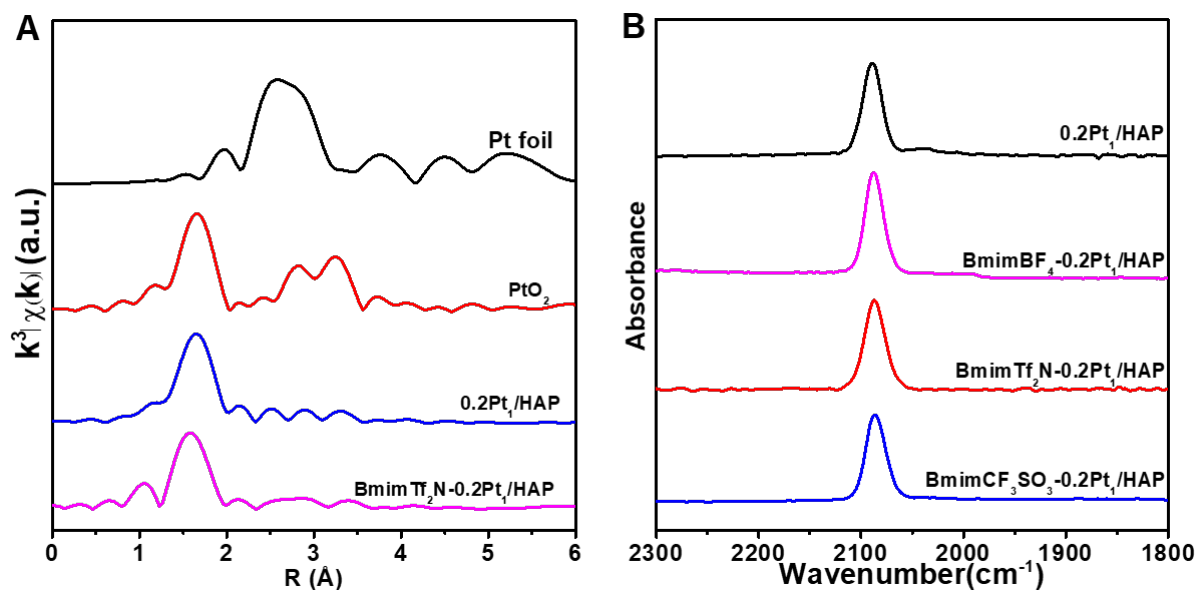 A
k³|χ(k)| (a.u.)
Pt foil
PtO₂
0.2Pt₁/HAP
BmimTf₂N-0.2Pt₁/HAP
0 1 2 3 4 5 6
R (Å)
B
Absorbance
0.2Pt₁/HAP
BmimBF₄-0.2Pt₁/HAP
BmimTf₂N-0.2Pt₁/HAP
BmimCF₃SO₃-0.2Pt₁/HAP
2300 2200 2100 2000 1900 1800
Wavenumber(cm⁻¹)